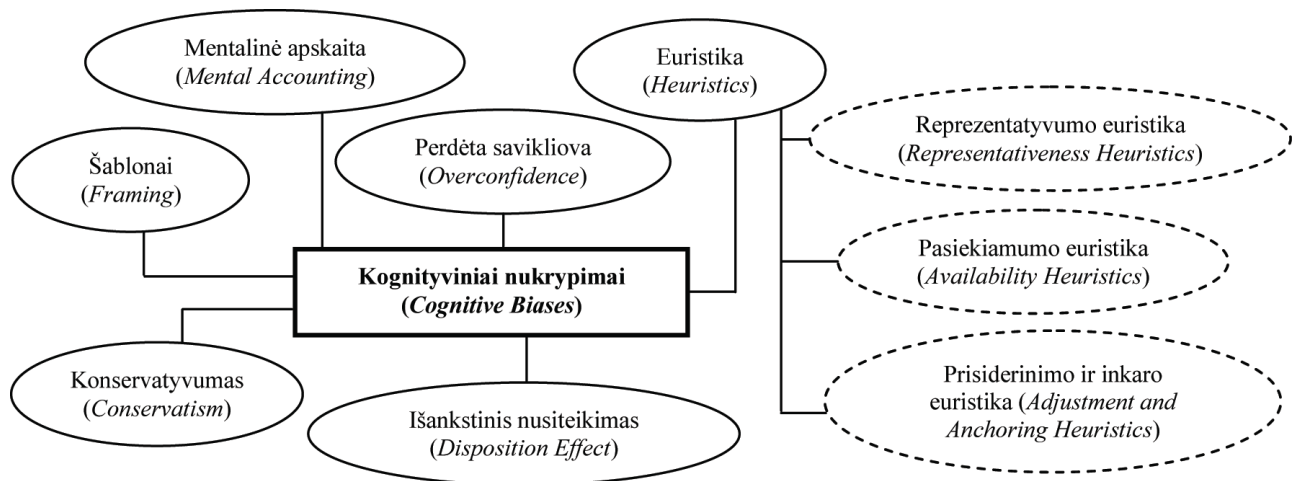 Mentalinė apskaita
(Mental Accounting)
Euristika
(Heuristics)
Šablonai
(Framing)
Perdėta savikliova
(Overconfidence)
Reprezentatyvumo euristika
(Representativeness Heuristics)
Pasiekiamumo euristika
(Availability Heuristics)
Kognityviniai nukrypimai
(Cognitive Biases)
Konservatyvumas
(Conservatism)
Išankstinis nusiteikimas
(Disposition Effect)
Prisiderinimo ir inkaro
euristika (Adjustment and
Anchoring Heuristics)